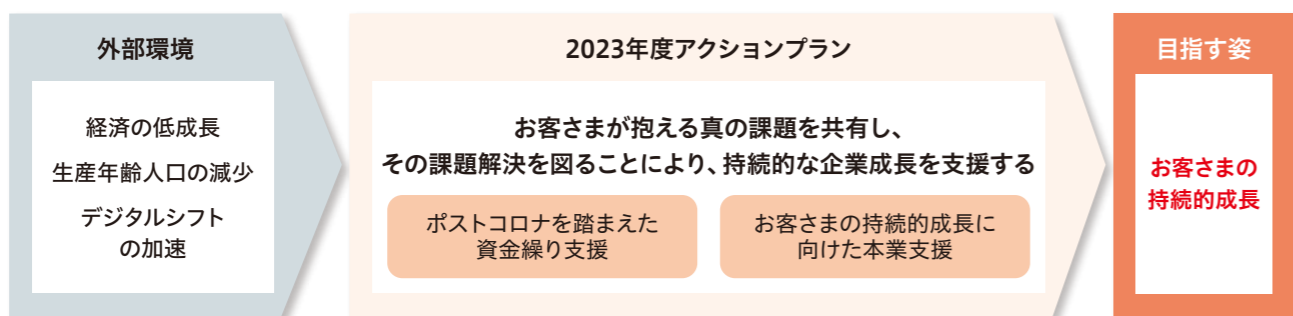 外部環境
経済の低成長
生産年齢人口の減少
デジタルシフト
の加速
2023年度アクションプラン
お客さまが抱える真の課題を共有し、
その課題解決を図ることにより、持続的な企業成長を支援する
ポストコロナを踏まえた
資金繰り支援
お客さまの持続的成長に
向けた本業支援
目指す姿
お客さまの
持続的成長